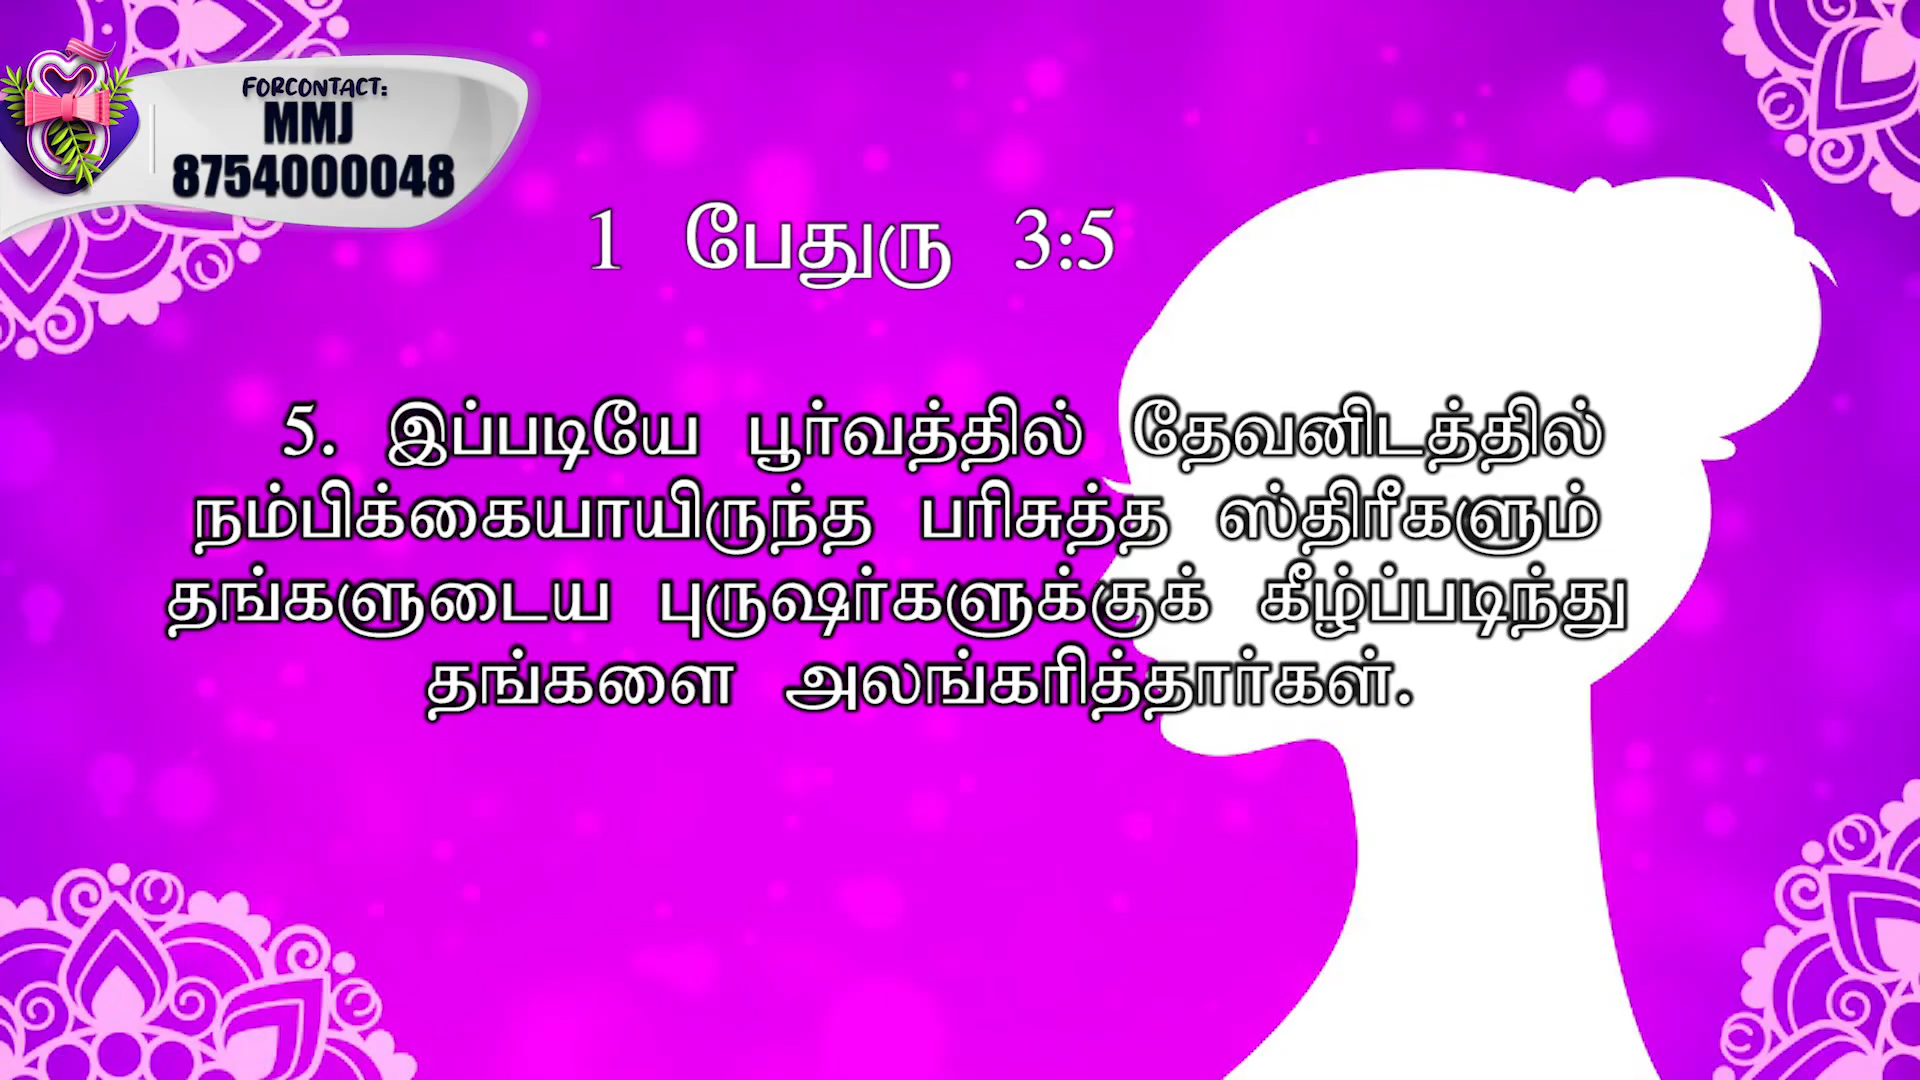 FORCONTACT:
MMJ
8754000048
1 பேதுரு 3:5
5. இப்படியே பூர்வத்தில் தேவனிடத்தில்
நம்பிக்கையாயிருந்த பரிசுத்த ஸ்திரீகளும்
தங்களுடைய புருஷர்களுக்குக் கீழ்ப்படிந்து
தங்களை அலங்கரித்தார்கள்.